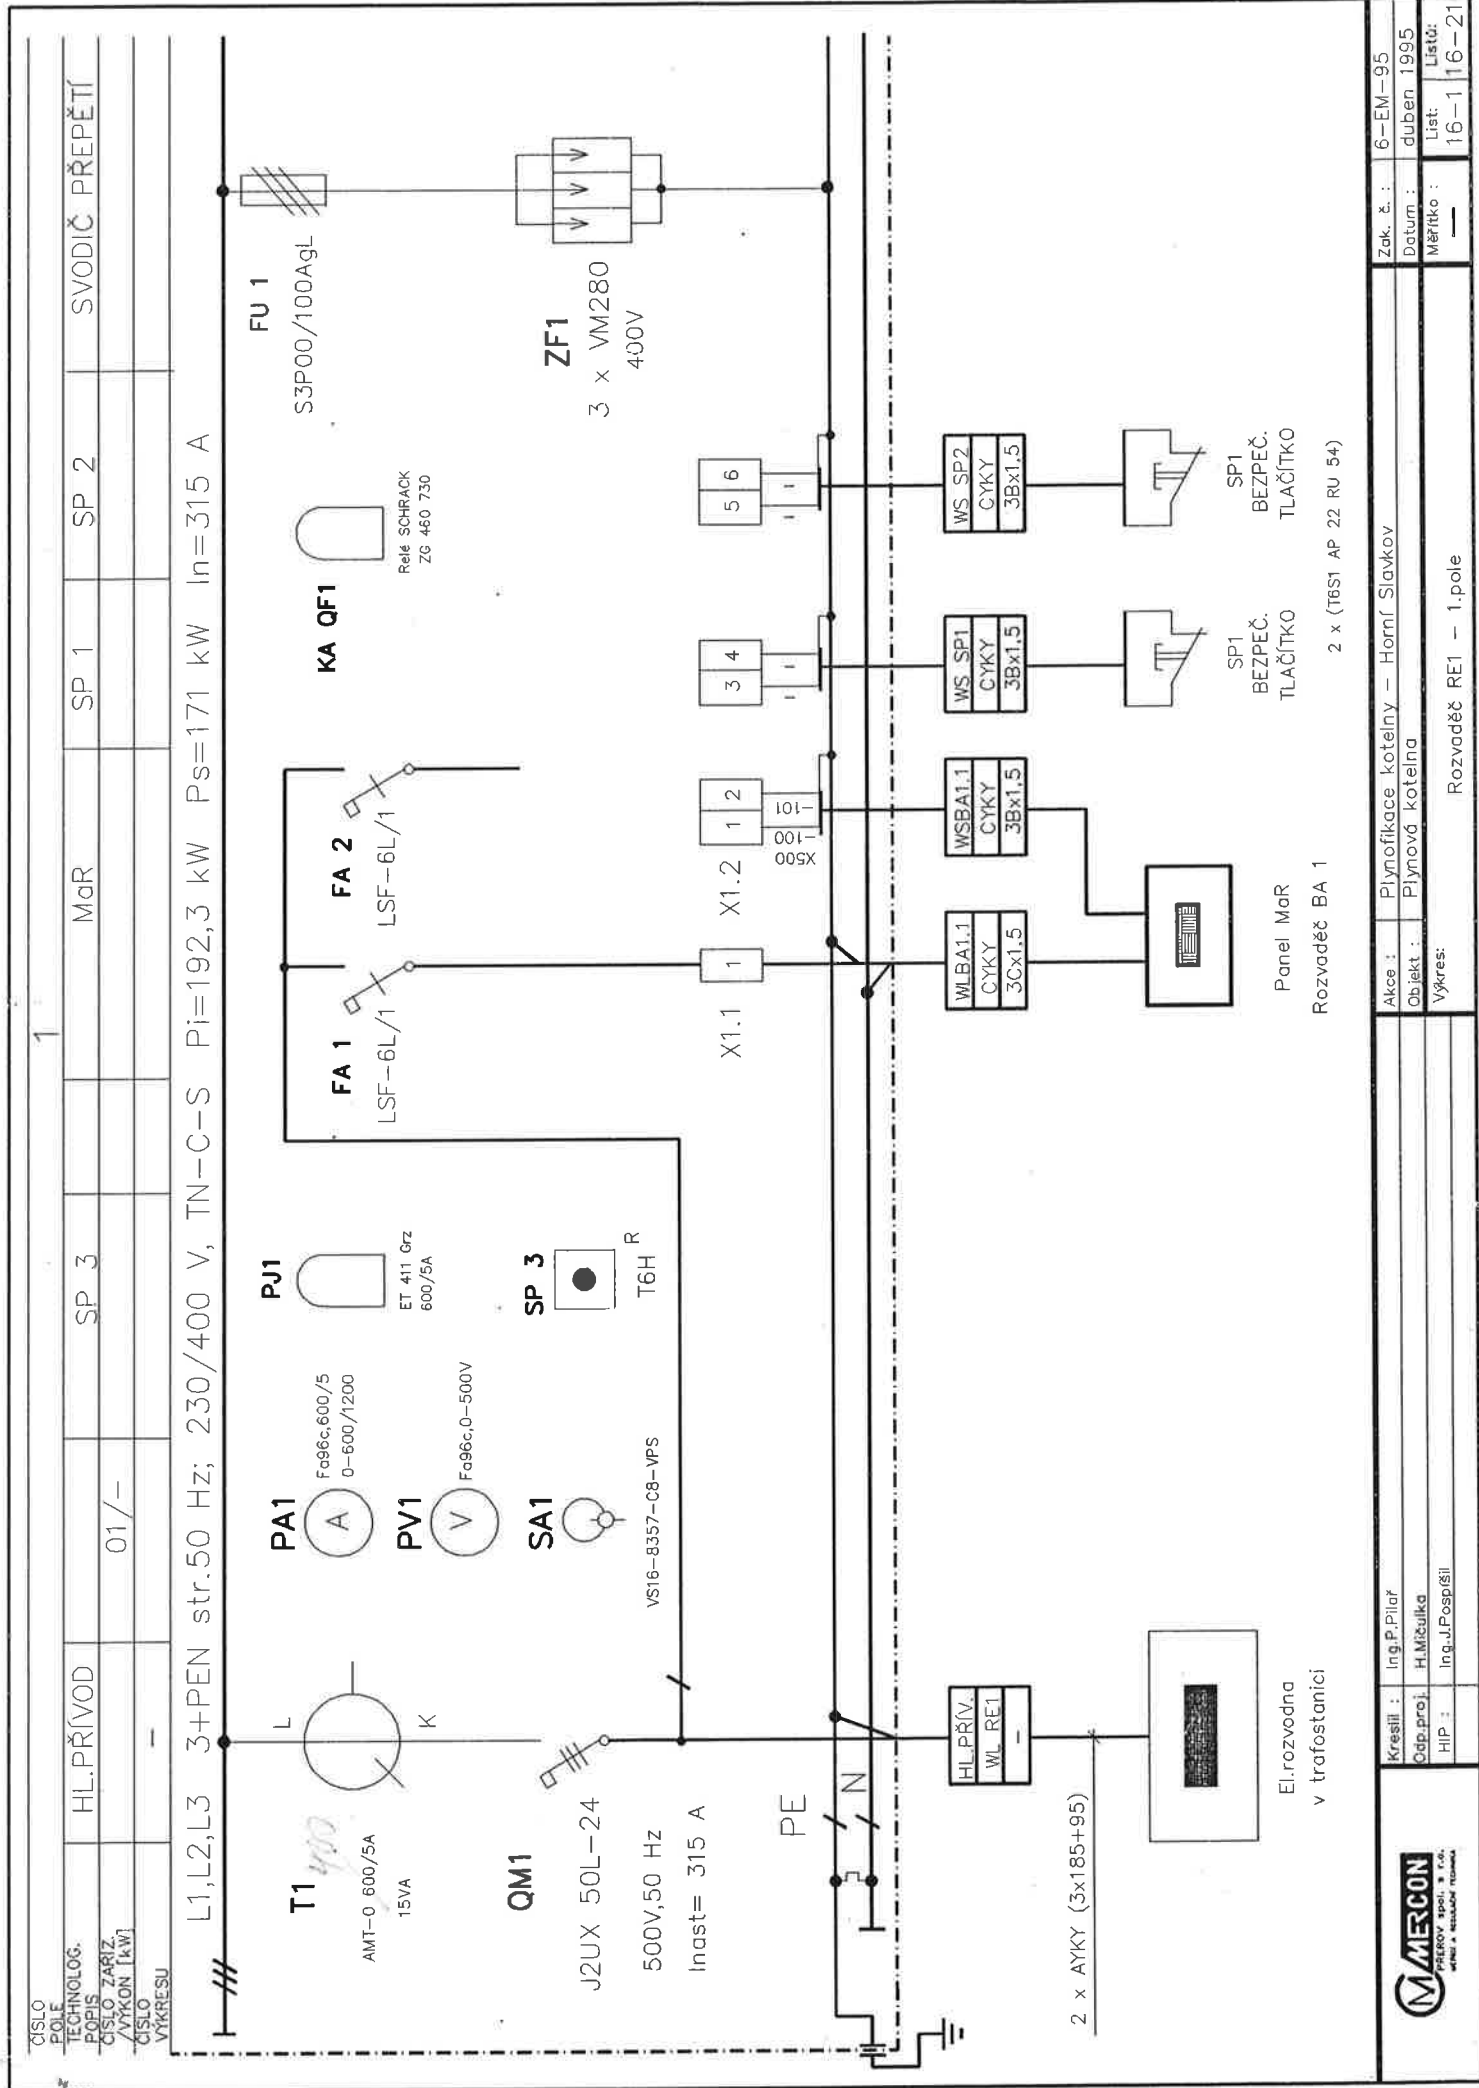 ČÍSLO
POLE
1
TECHNOLOG.
POPIS
HL.PŘÍVOD
SP 3
MaR
SP 1
SP 2
SVODIČ PŘEPĚTÍ
ČÍSLO ZAŘÍZ.
/VÝKON [kW]
01/-
ČÍSLO
VÝKRESU
-
L1,L2,L3 3+PEN str.50 Hz; 230/400 V, TN-C-S Pi=192,3 kW Ps=171 kW In=315 A
T1
AMT-0 600/5A
15VA
L
K
QM1
J2UX 50L-24
500V,50 Hz
Inast= 315 A
PA1
A
Fa96c,600/5
0-600/1200
PV1
V
Fa96c,0-500V
SA1
VS16-8357-C8-VPS
PJ1
ET 411 Grz
600/5A
SP 3
R
T6H
FA 1
LSF-6L/1
FA 2
LSF-6L/1
KA QF1
Relé SCHRACK
ZG 460 730
FU 1
S3P00/100AgL
ZF1
3 x VM280
400V
X1.1
1
X1.2
1 2
X500
-100
-101
3 4
- -
5 6
- -
PE
N
HL.PŘÍV.
WL RE1
-
2 x AYKY (3x185+95)
El.rozvodna
v trafostanici
WLBA1.1
CYKY
3Cx1,5
WSBA1.1
CYKY
3Bx1,5
WS SP1
CYKY
3Bx1,5
WS SP2
CYKY
3Bx1,5
Panel MaR
Rozvaděč BA 1
SP1
BEZPEČ.
TLAČÍTKO
SP1
BEZPEČ.
TLAČÍTKO
2 x (T6S1 AP 22 RU 54)
MERCON
PŘEROV spol. s r.o.
MĚŘICÍ A REGULAČNÍ TECHNIKA
Kreslil : Ing.P.Pilař
Odp.proj. H.Mičulka
HIP : Ing.J.Pospíšil
Akce : Plynofikace kotelny - Horní Slavkov
Objekt : Plynová kotelna
Výkres:
Rozvaděč RE1 - 1.pole
Zak. č. : 6-EM-95
Datum : duben 1995
Měřítko : —
List: 16-1
Listů: 16-21